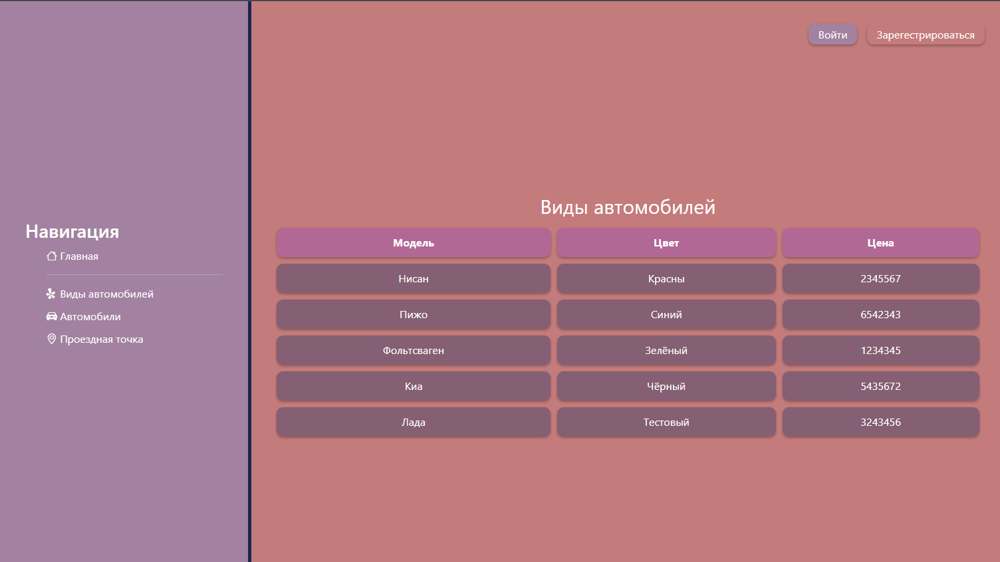 Войти Зарегестрироваться
Навигация
Главная
Виды автомобилей
Автомобили
Проездная точка
Виды автомобилей
Модель Цвет Цена
Нисан Красны 2345567
Пижо Синий 6542343
Фольтсваген Зелёный 1234345
Киа Чёрный 5435672
Лада Тестовый 3243456